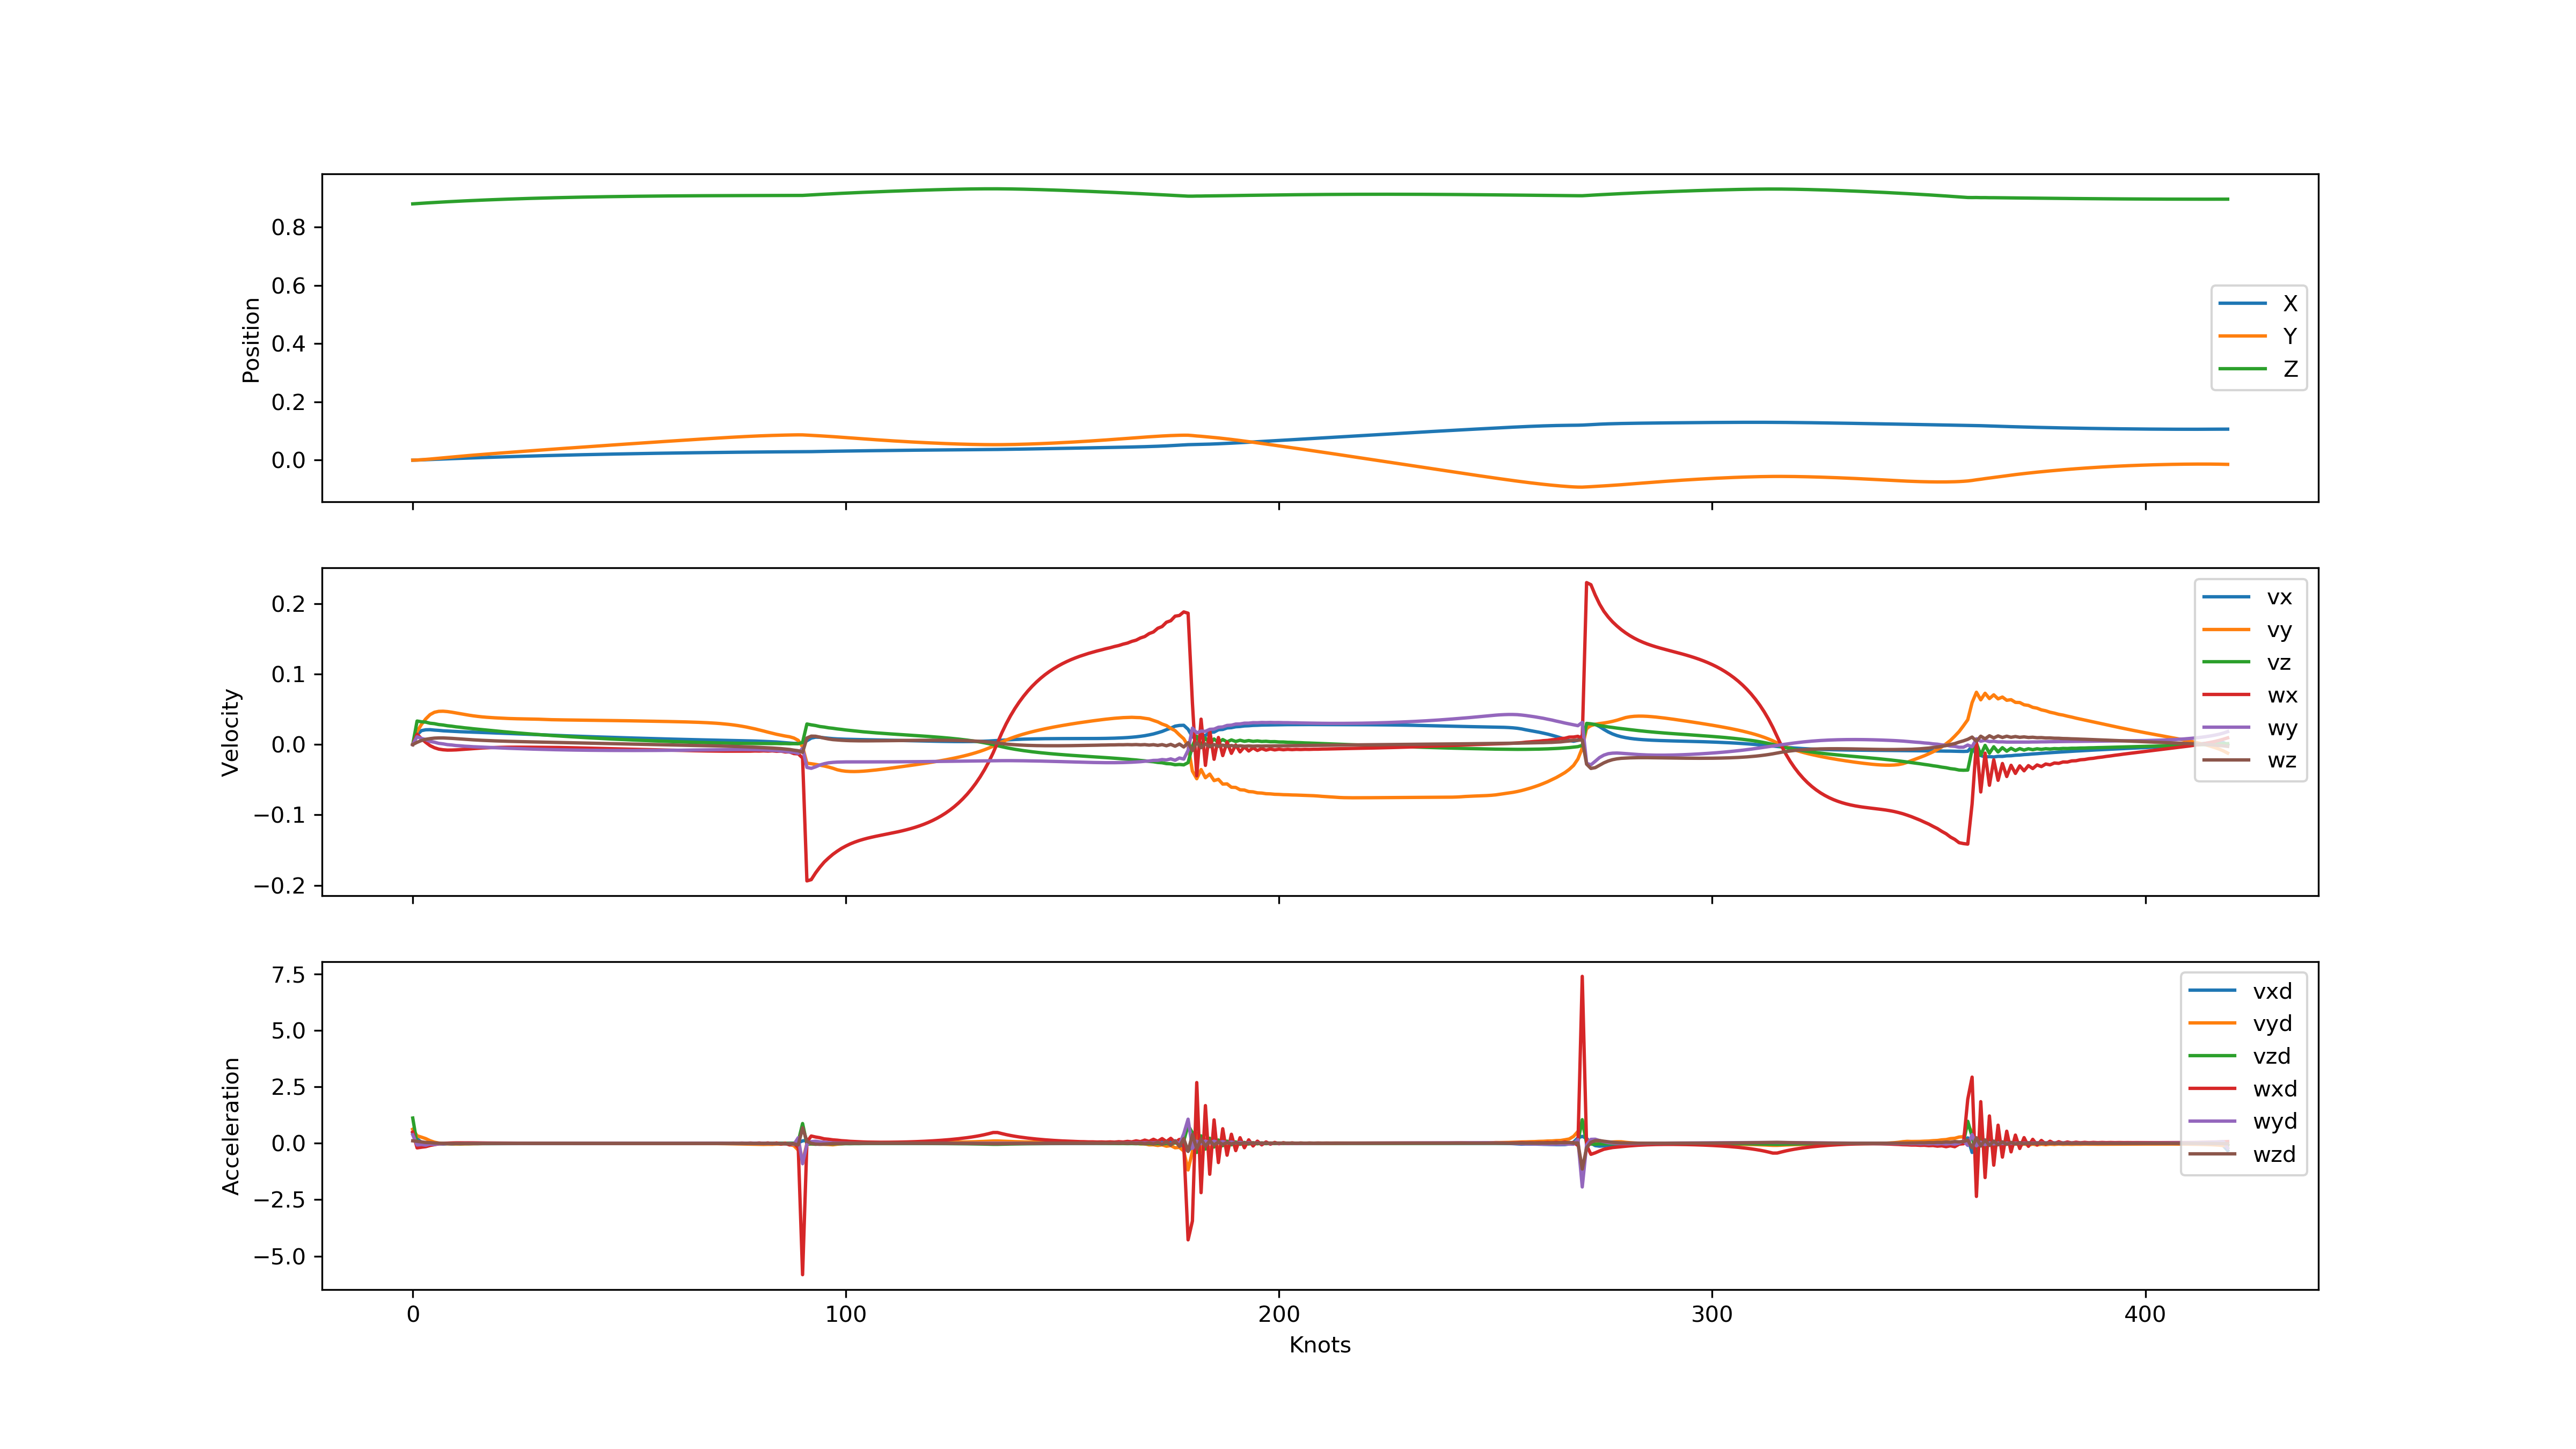 0.8
0.6
0.4
0.2
0.0
Position
X
Y
Z
0.2
0.1
0.0
−0.1
−0.2
Velocity
vx
vy
vz
wx
wy
wz
7.5
5.0
2.5
0.0
−2.5
−5.0
Acceleration
vxd
vyd
vzd
wxd
wyd
wzd
0 100 200 300 400
Knots